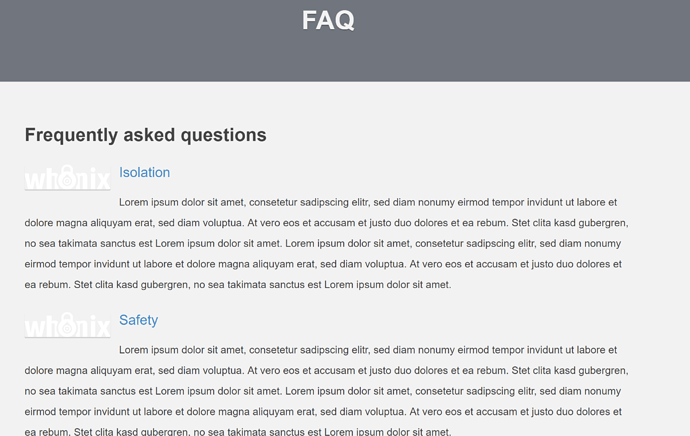 FAQ
Frequently asked questions
whonix
Isolation
Lorem ipsum dolor sit amet, consetetur sadipscing elitr, sed diam nonumy eirmod tempor invidunt ut labore et
dolore magna aliquyam erat, sed diam voluptua. At vero eos et accusam et justo duo dolores et ea rebum. Stet clita kasd gubergren,
no sea takimata sanctus est Lorem ipsum dolor sit amet. Lorem ipsum dolor sit amet, consetetur sadipscing elitr, sed diam nonumy
eirmod tempor invidunt ut labore et dolore magna aliquyam erat, sed diam voluptua. At vero eos et accusam et justo duo dolores et
ea rebum. Stet clita kasd gubergren, no sea takimata sanctus est Lorem ipsum dolor sit amet.
whonix
Safety
Lorem ipsum dolor sit amet, consetetur sadipscing elitr, sed diam nonumy eirmod tempor invidunt ut labore et
dolore magna aliquyam erat, sed diam voluptua. At vero eos et accusam et justo duo dolores et ea rebum. Stet clita kasd gubergren,
no sea takimata sanctus est Lorem ipsum dolor sit amet. Lorem ipsum dolor sit amet, consetetur sadipscing elitr, sed diam nonumy
eirmod tempor invidunt ut labore et dolore magna aliquyam erat, sed diam voluptua. At vero eos et accusam et justo duo dolores et
ea rebum. Stet clita kasd gubergren, no sea takimata sanctus est Lorem ipsum dolor sit amet.